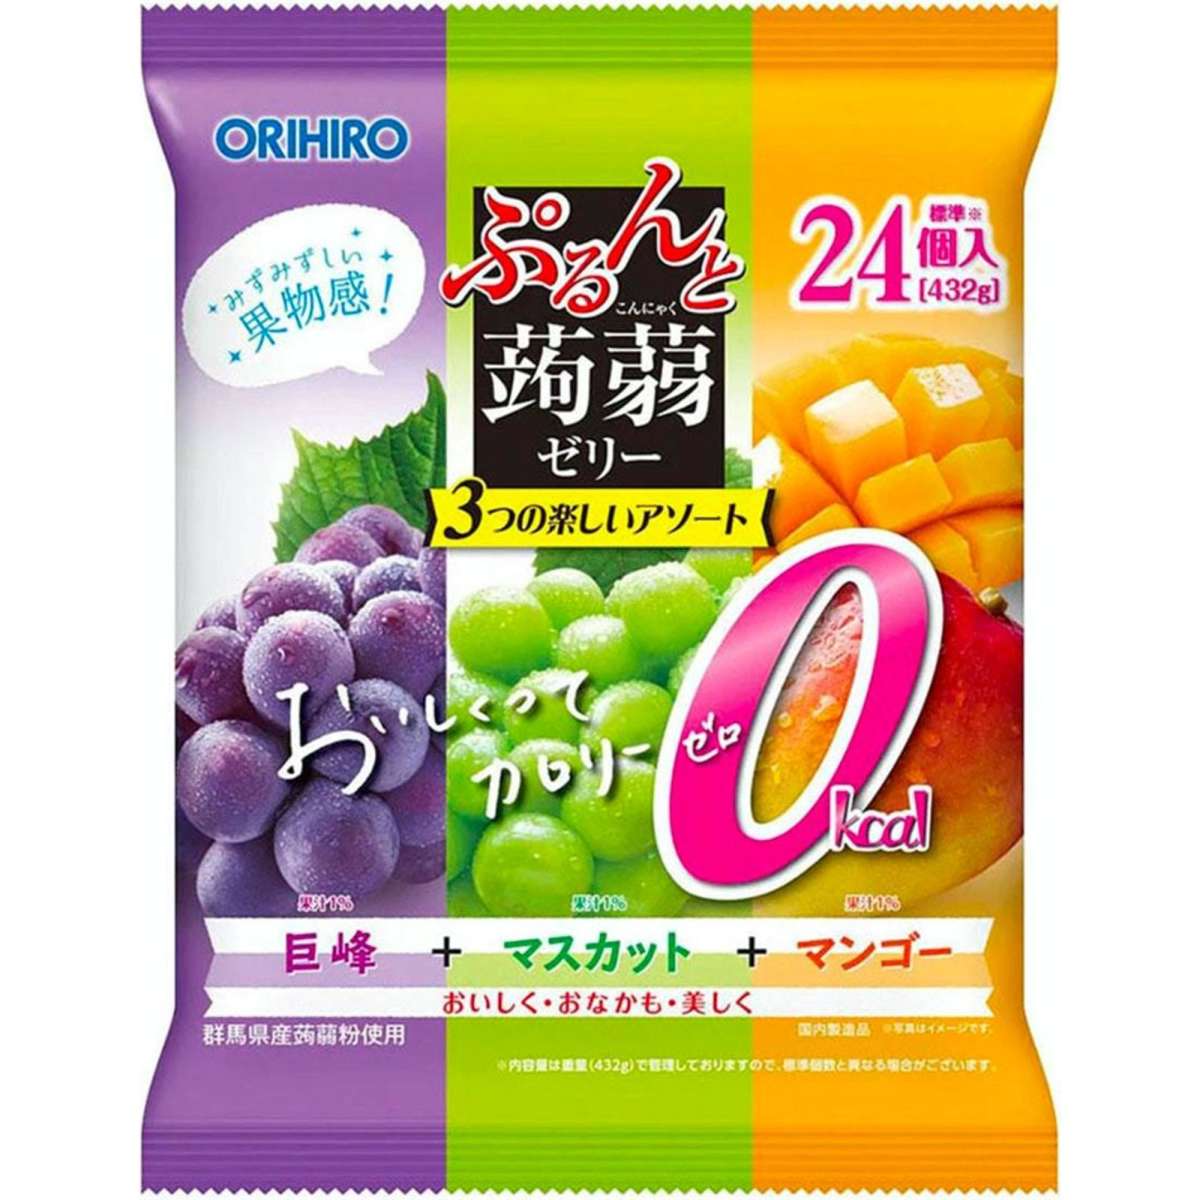 ORIHIRO
みずみずしい
果物感!
ぷるんと
こんにゃく
蒟蒻
ゼリー
標準※
24個入
[432g]
3つの楽しいアソート
おいしくって
カロリー
ゼロ
0kcal
果汁1% 果汁1% 果汁1%
巨峰 + マスカット + マンゴー
おいしく・おなかも・美しく
群馬県産蒟蒻粉使用
国内製造品 ※写真はイメージです。
※内容量は重量(432g)で管理しておりますので、標準個数と異なる場合がございます。